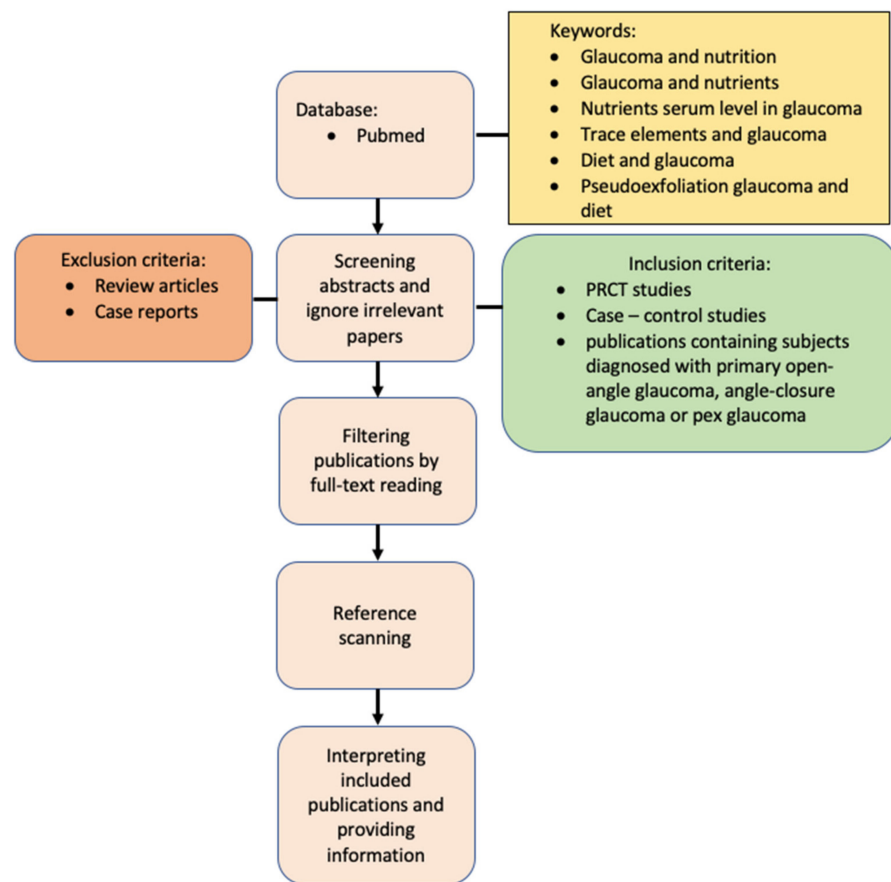 Database:
• Pubmed
Keywords:
• Glaucoma and nutrition
• Glaucoma and nutrients
• Nutrients serum level in glaucoma
• Trace elements and glaucoma
• Diet and glaucoma
• Pseudoexfoliation glaucoma and
diet
Exclusion criteria:
• Review articles
• Case reports
Screening
abstracts and
ignore irrelevant
papers
Inclusion criteria:
• PRCT studies
• Case – control studies
• publications containing subjects
diagnosed with primary open-
angle glaucoma, angle-closure
glaucoma or pex glaucoma
Filtering
publications by
full-text reading
Reference
scanning
Interpreting
included
publications and
providing
information